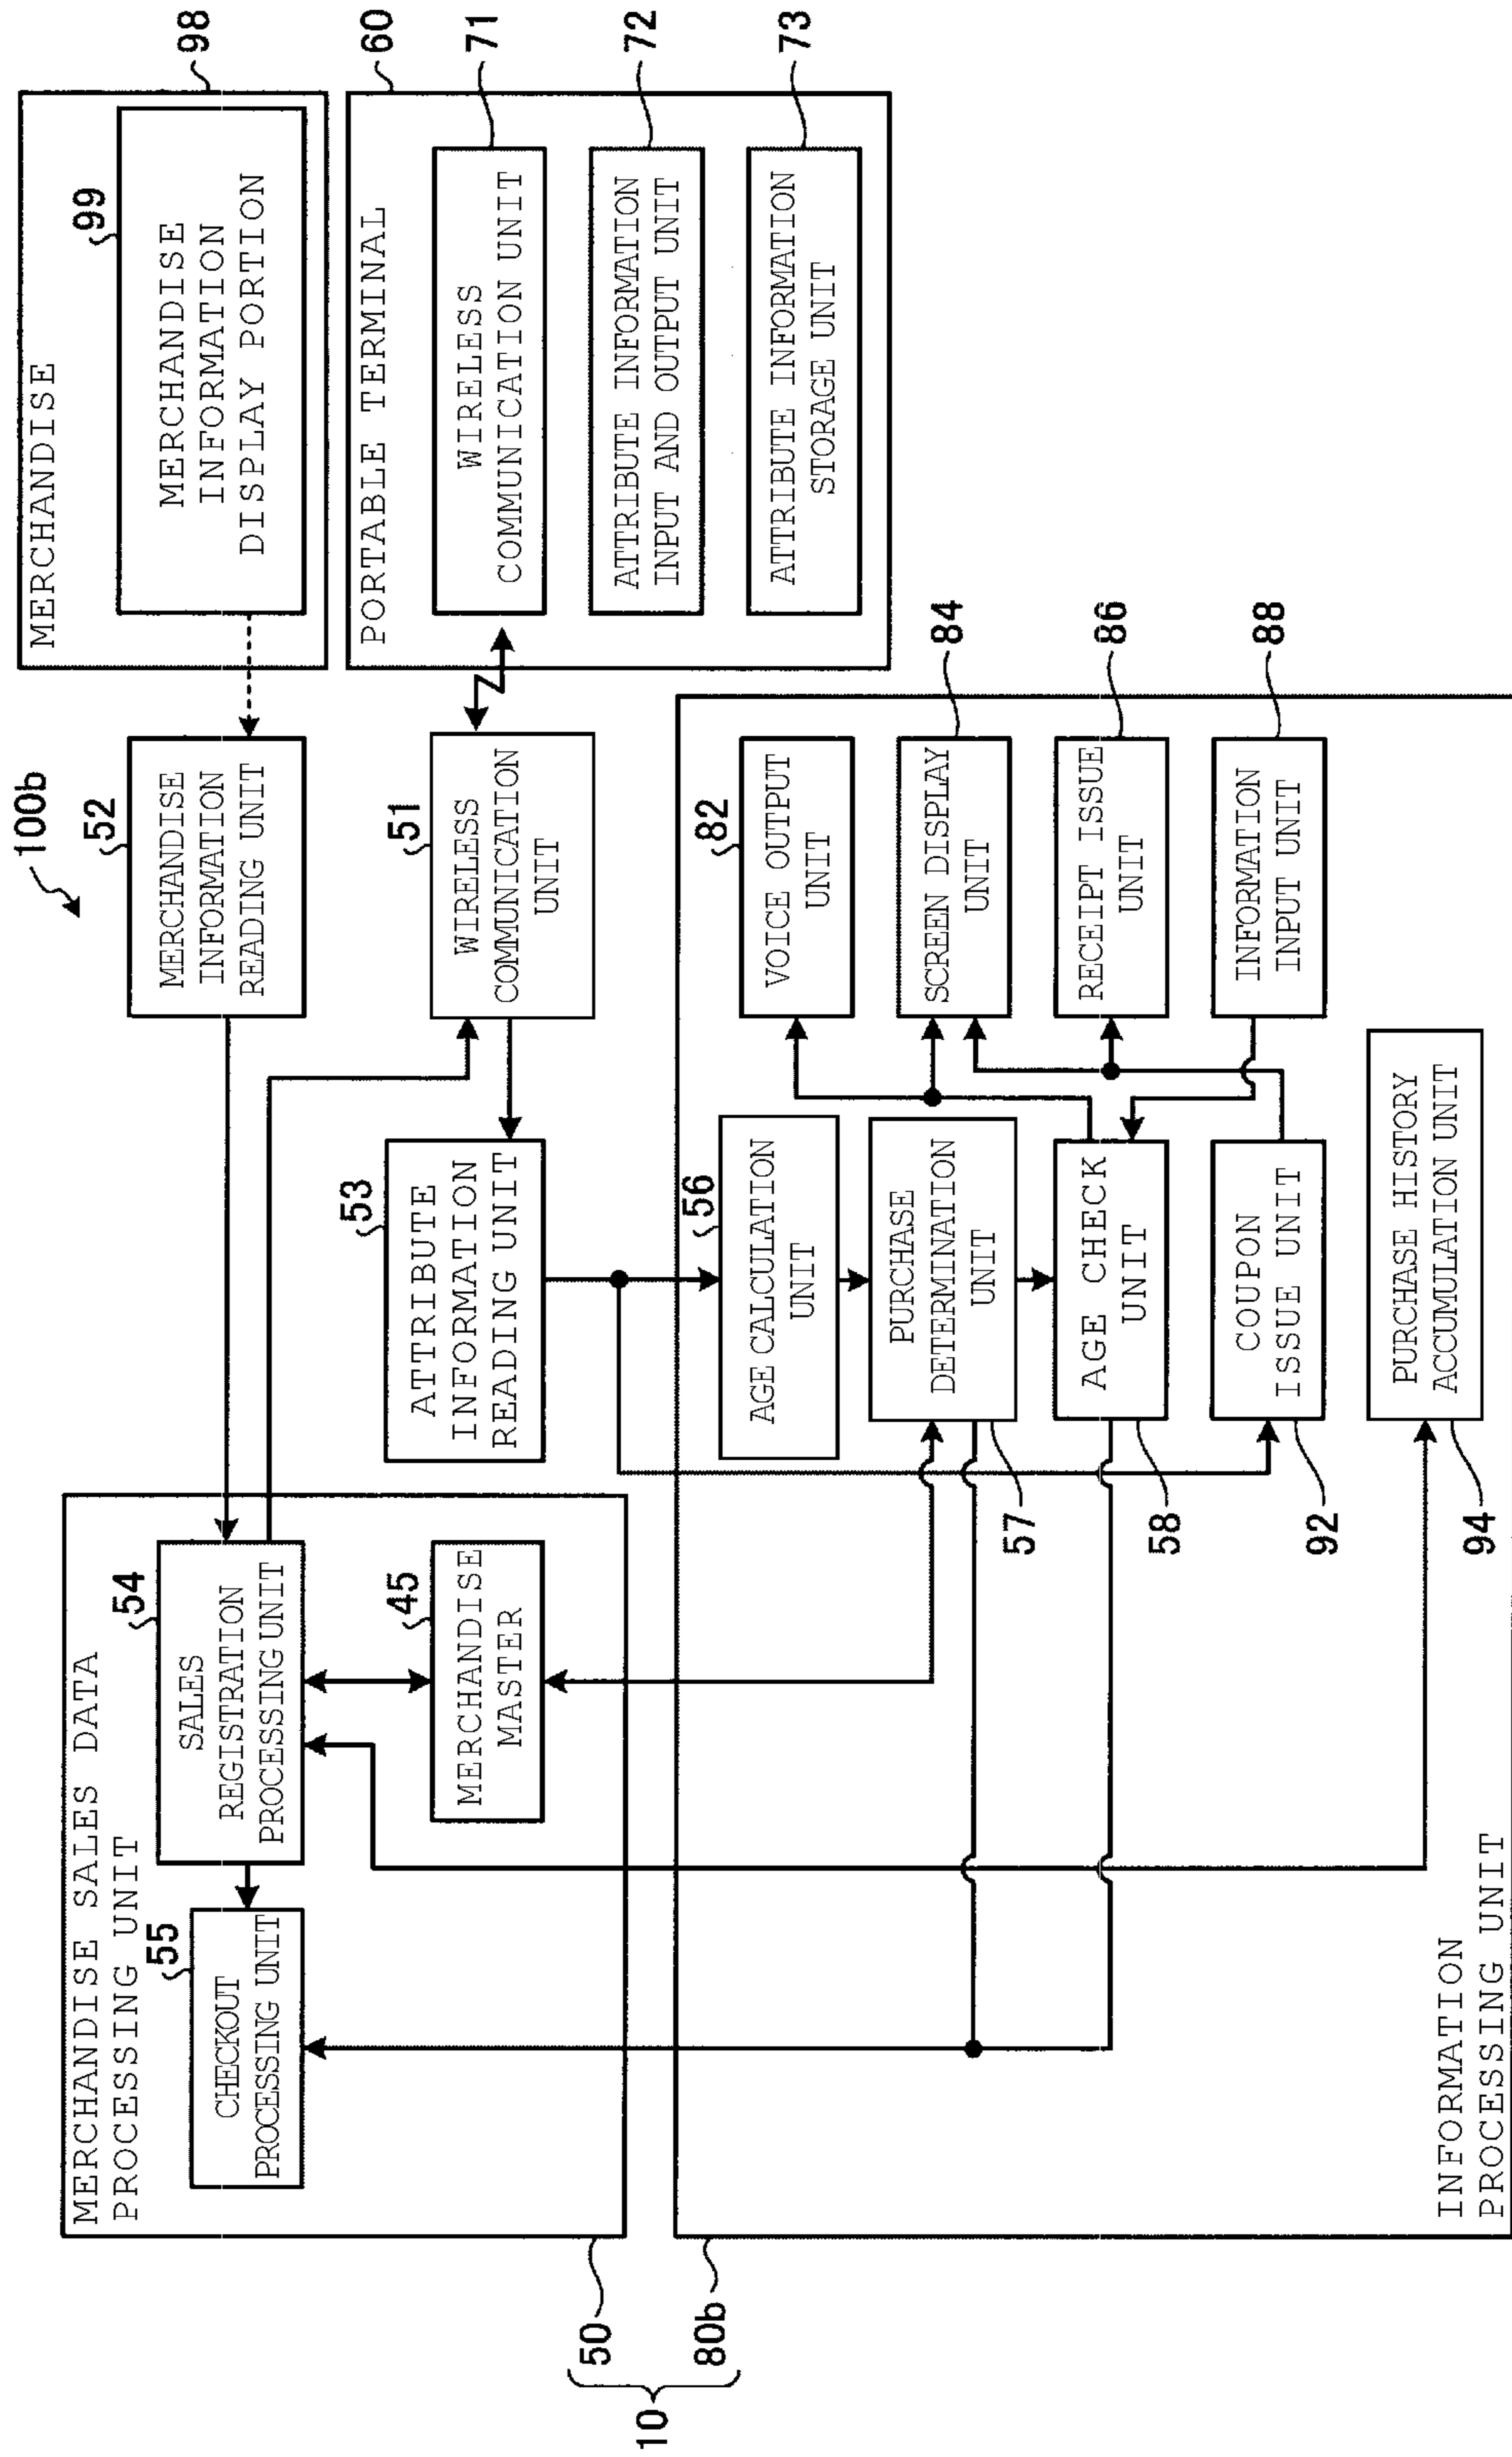 100b
MERCHANDISE SALES DATA
PROCESSING UNIT
55
CHECKOUT
PROCESSING UNIT
54
SALES
REGISTRATION
PROCESSING UNIT
45
MERCHANDISE
MASTER
50
10
52
MERCHANDISE
INFORMATION
READING UNIT
53
ATTRIBUTE
INFORMATION
READING UNIT
51
WIRELESS
COMMUNICATION
UNIT
MERCHANDISE
99
MERCHANDISE
INFORMATION
DISPLAY PORTION
98
PORTABLE TERMINAL
60
WIRELESS
COMMUNICATION UNIT
71
ATTRIBUTE INFORMATION
INPUT AND OUTPUT UNIT
72
ATTRIBUTE INFORMATION
STORAGE UNIT
73
80b
56
AGE CALCULATION
UNIT
PURCHASE
DETERMINATION
UNIT
57
AGE CHECK
UNIT
58
COUPON
ISSUE UNIT
92
PURCHASE HISTORY
ACCUMULATION UNIT
94
82
VOICE OUTPUT
UNIT
SCREEN DISPLAY
UNIT
84
RECEIPT ISSUE
UNIT
86
INFORMATION
INPUT UNIT
88
INFORMATION
PROCESSING UNIT